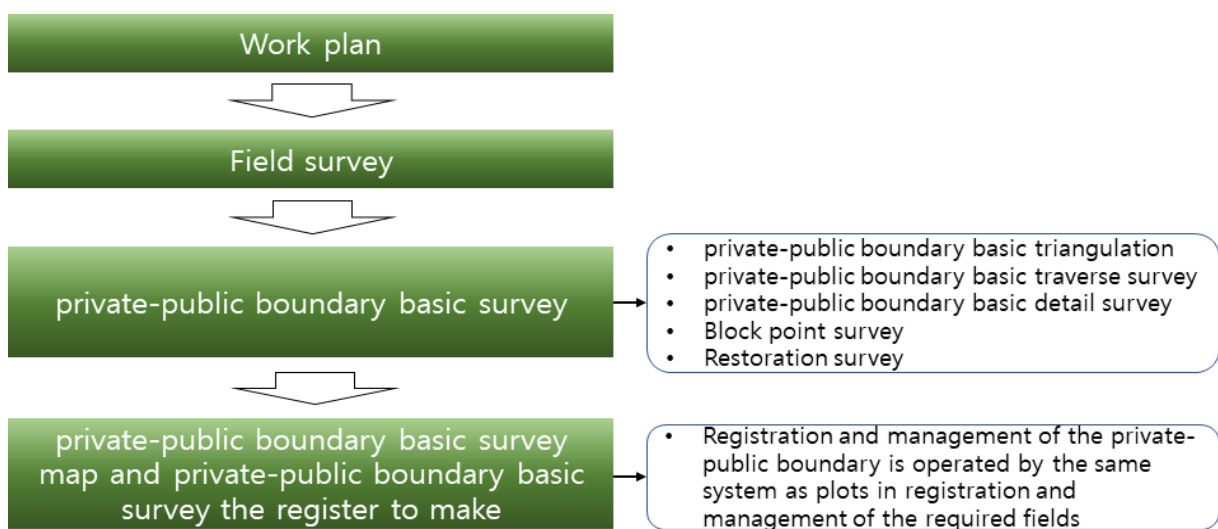 Work plan
Field survey
private-public boundary basic survey
• private-public boundary basic triangulation
• private-public boundary basic traverse survey
• private-public boundary basic detail survey
• Block point survey
• Restoration survey
private-public boundary basic survey
map and private-public boundary basic
survey the register to make
• Registration and management of the private-
public boundary is operated by the same
system as plots in registration and
management of the required fields